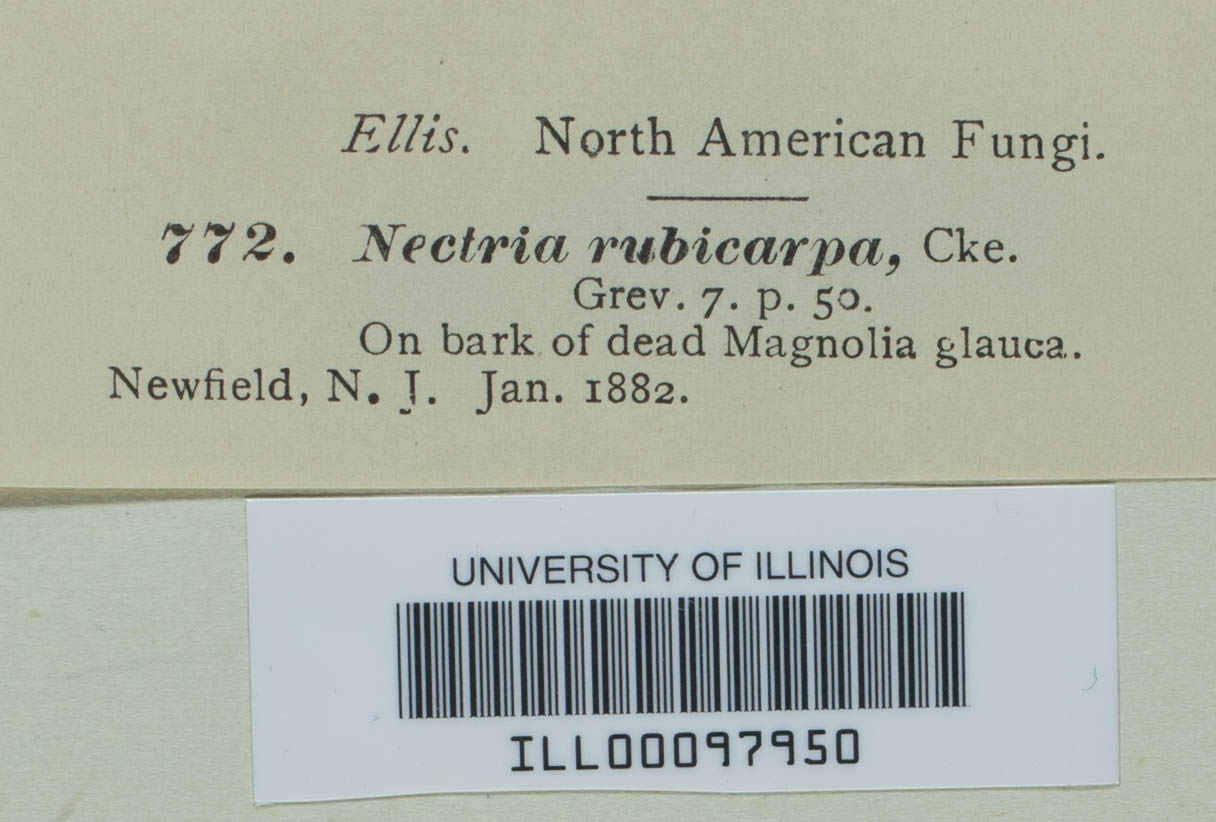 Ellis. North American Fungi.
772. Nectria rubicarpa, Cke.
Grev. 7. p. 50.
On bark of dead Magnolia glauca.
Newfield, N. J. Jan. 1882.
UNIVERSITY OF ILLINOIS
ILL00097950